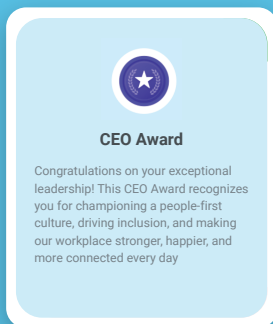 CEO Award
Congratulations on your exceptional
leadership! This CEO Award recognizes
you for championing a people-first
culture, driving inclusion, and making
our workplace stronger, happier, and
more connected every day